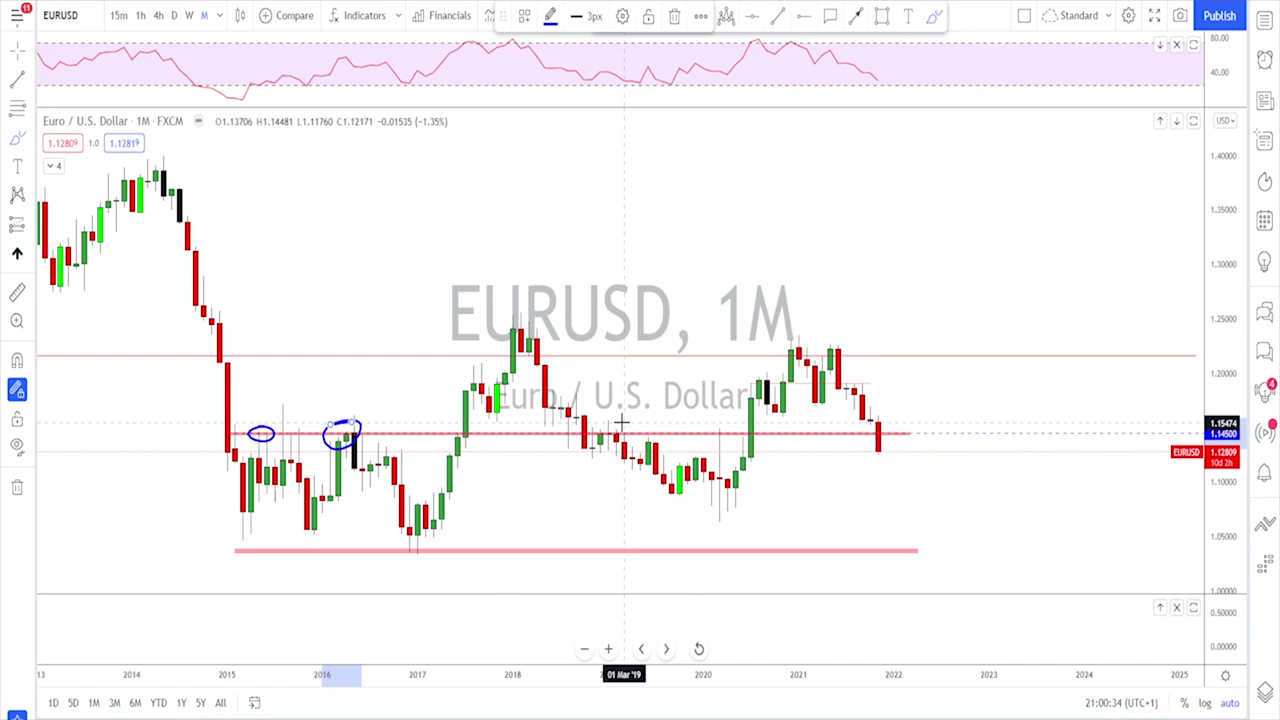 11
EURUSD 15m 1h 4h D W M Compare Indicators Financials 3px Standard Publish
80.00
40.00
Euro / U.S. Dollar · 1M · FXCM O1.13706 H1.14481 L1.11760 C1.12171 −0.01535 (−1.35%) USD
1.12809 1.0 1.12819
4
1.40000
1.35000
1.30000
EURUSD, 1M
1.25000
Euro / U.S. Dollar
1.20000
4
1.15474
1.14500
EURUSD 1.12809
10d 2h
1.10000
1.05000
1.00000
0.50000
0.00000
13 2014 2015 2016 2017 2018 01 Mar '19 2020 2021 2022 2023 2024 2025
1D 5D 1M 3M 6M YTD 1Y 5Y All 21:00:34 (UTC+1) % log auto